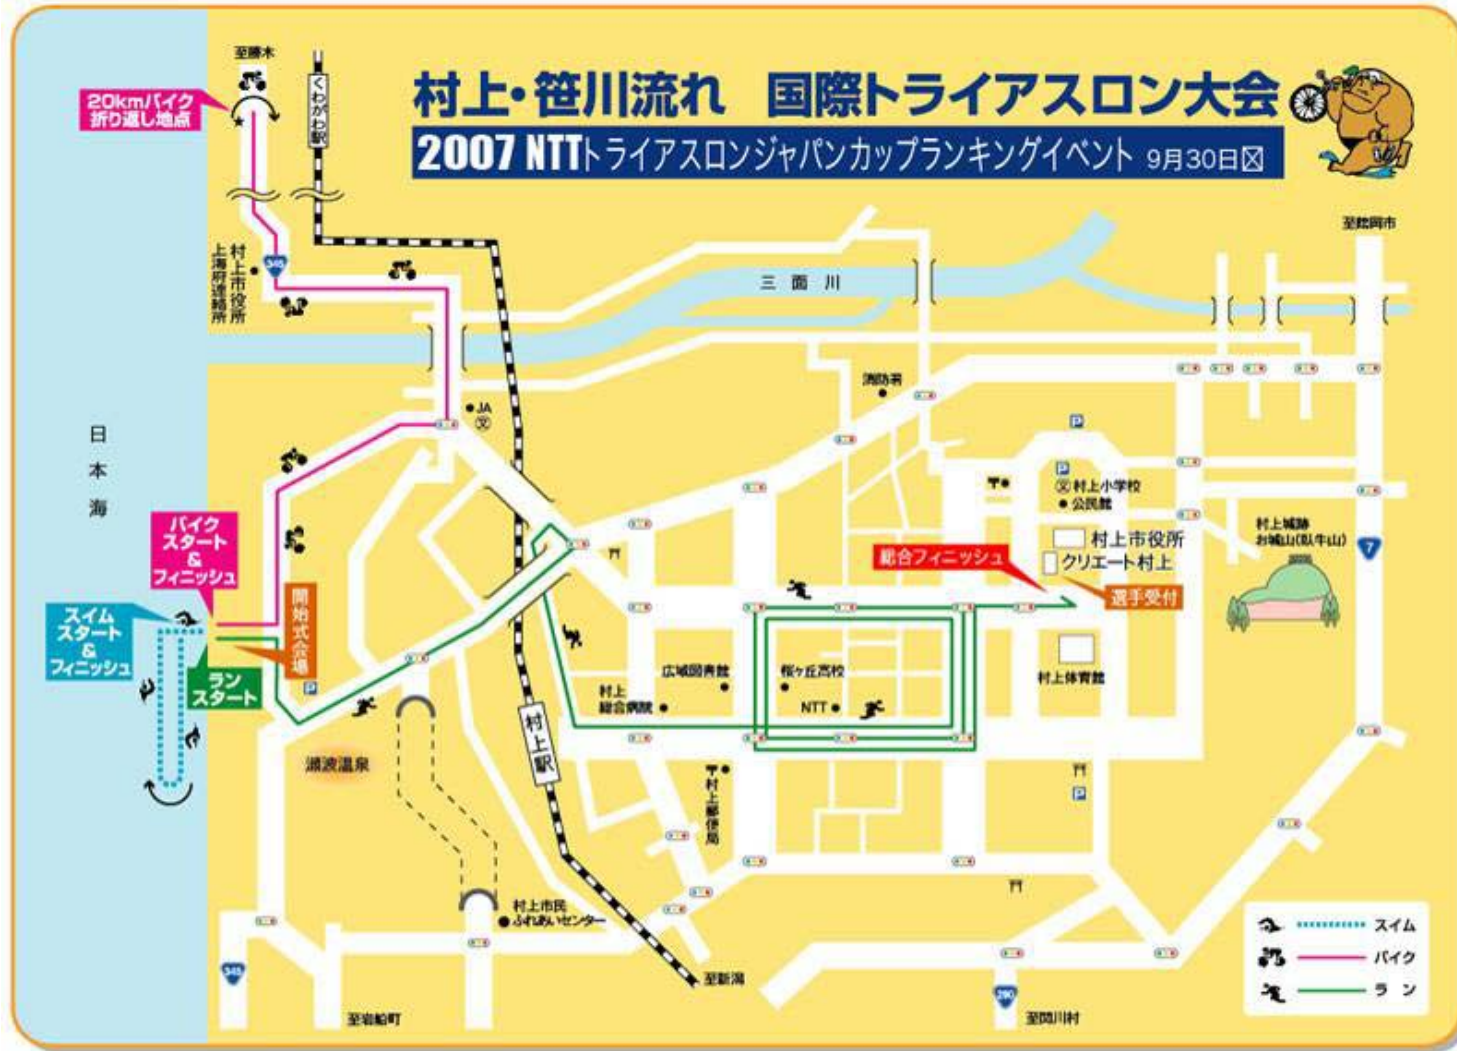 村上・笹川流れ 国際トライアスロン大会
2007 NTTトライアスロンジャパンカップランキングイベント 9月30日
至勝木
20kmバイク
折り返し地点
くわがわ駅
至鶴岡市
村上市役所
上海府連絡所
345
三面川
消防署
JA
文
日本海
文 村上小学校
公民館
P
P
〒
村上市役所
クリエート村上
村上城跡
お城山(臥牛山)
7
バイク
スタート
&
フィニッシュ
総合フィニッシュ
選手受付
開始式会場
スイム
スタート
&
フィニッシュ
ラン
スタート
P
広域図書館
桜ヶ丘高校
村上
総合病院
NTT
村上体育館
村上駅
瀬波温泉
〒村上郵便局
P
村上市民
ふれあいセンター
スイム
バイク
ラン
345
至新潟
290
至岩船町
至関川村